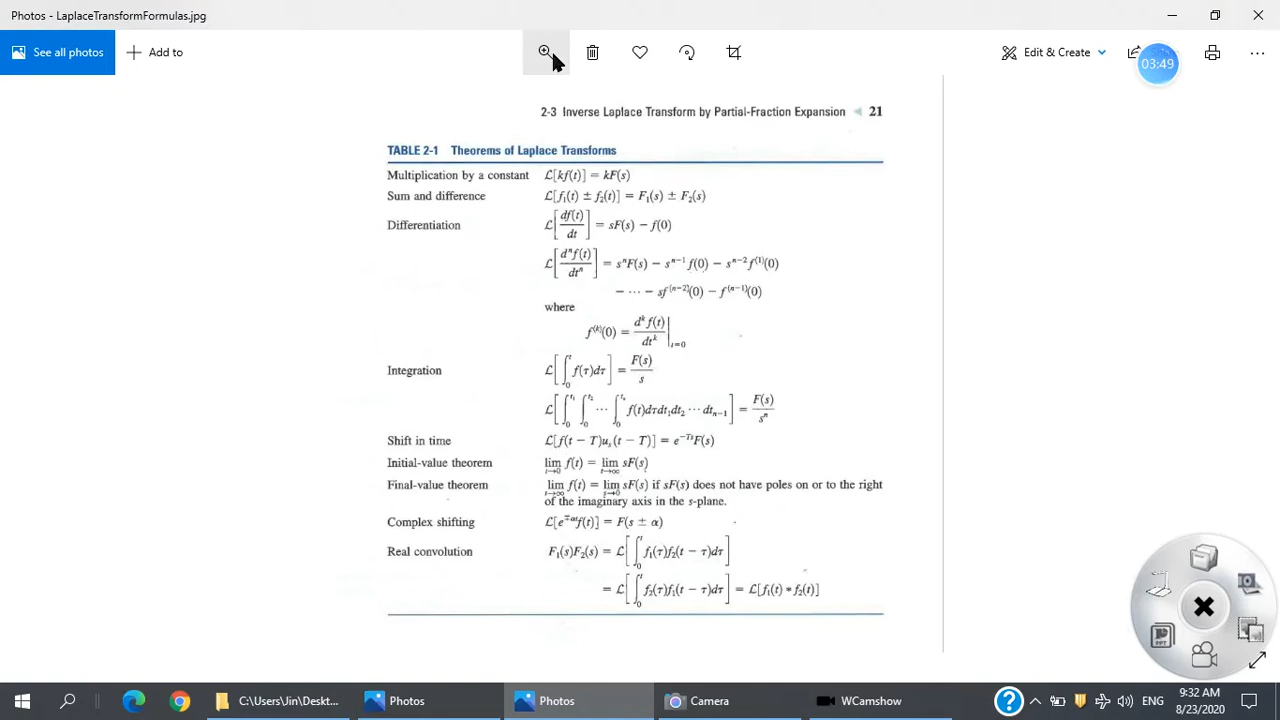 Photos - LaplaceTransformFormulas.jpg
See all photos
Add to
Edit & Create
03:49
2-3 Inverse Laplace Transform by Partial-Fraction Expansion ◀ 21
TABLE 2-1 Theorems of Laplace Transforms
Multiplication by a constant ℒ[kf(t)] = kF(s)
Sum and difference ℒ[f₁(t) ± f₂(t)] = F₁(s) ± F₂(s)
Differentiation ℒ[df(t)/dt] = sF(s) − f(0)
ℒ[dⁿf(t)/dtⁿ] = sⁿF(s) − sⁿ⁻¹ f(0) − sⁿ⁻² f⁽¹⁾(0)
− ⋯ − sf⁽ⁿ⁻²⁾(0) − f⁽ⁿ⁻¹⁾(0)
where
f⁽ᵏ⁾(0) = dᵏf(t)/dtᵏ |ₜ₌₀
Integration ℒ[∫₀ᵗ f(τ)dτ] = F(s)/s
ℒ[∫₀^t₁ ∫₀^t₂ ⋯ ∫₀^tₙ f(t)dτdt₁dt₂ ⋯ dtₙ₋₁] = F(s)/sⁿ
Shift in time ℒ[f(t − T)uₛ(t − T)] = e^−Ts F(s)
Initial-value theorem lim t→0 f(t) = lim t→∞ sF(s)
Final-value theorem lim t→∞ f(t) = lim s→0 sF(s) if sF(s) does not have poles on or to the right
of the imaginary axis in the s-plane.
Complex shifting ℒ[e^∓αt f(t)] = F(s ± α)
Real convolution F₁(s)F₂(s) = ℒ[∫₀ᵗ f₁(τ)f₂(t − τ)dτ]
= ℒ[∫₀ᵗ f₂(τ)f₁(t − τ)dτ] = ℒ[f₁(t) * f₂(t)]
PPT
C:\Users\Jin\Deskt...
Photos
Photos
Camera
WCamshow
ENG
9:32 AM
8/23/2020